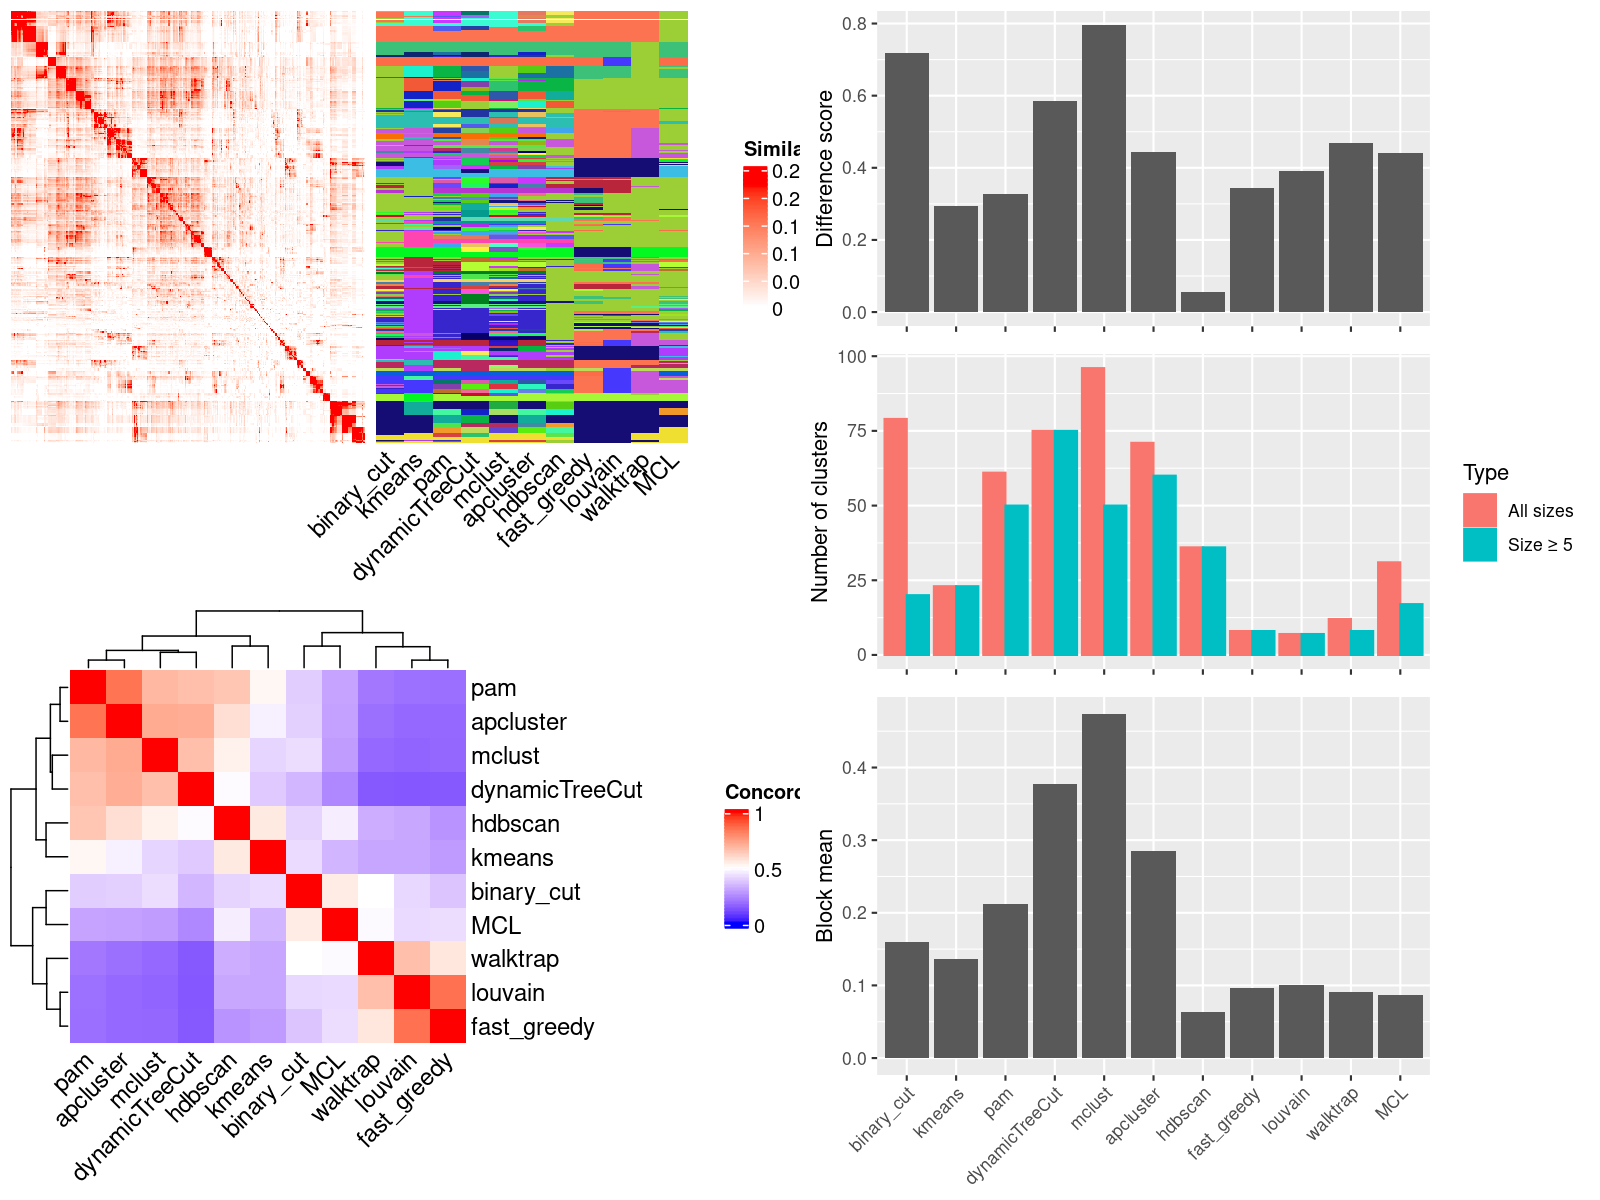 Simila
0.2
0.2
0.1
0.1
0.0
0
binary_cut
kmeans
pam
dynamicTreeCut
mclust
apcluster
hdbscan
fast_greedy
louvain
walktrap
MCL
pam
apcluster
mclust
dynamicTreeCut
hdbscan
kmeans
binary_cut
MCL
walktrap
louvain
fast_greedy
pam
apcluster
mclust
dynamicTreeCut
hdbscan
kmeans
binary_cut
MCL
walktrap
louvain
fast_greedy
Concord
1
0.5
0
Difference score
0.8
0.6
0.4
0.2
0.0
Number of clusters
100
75
50
25
0
Type
All sizes
Size ≥ 5
Block mean
0.4
0.3
0.2
0.1
0.0
binary_cut
kmeans
pam
dynamicTreeCut
mclust
apcluster
hdbscan
fast_greedy
louvain
walktrap
MCL